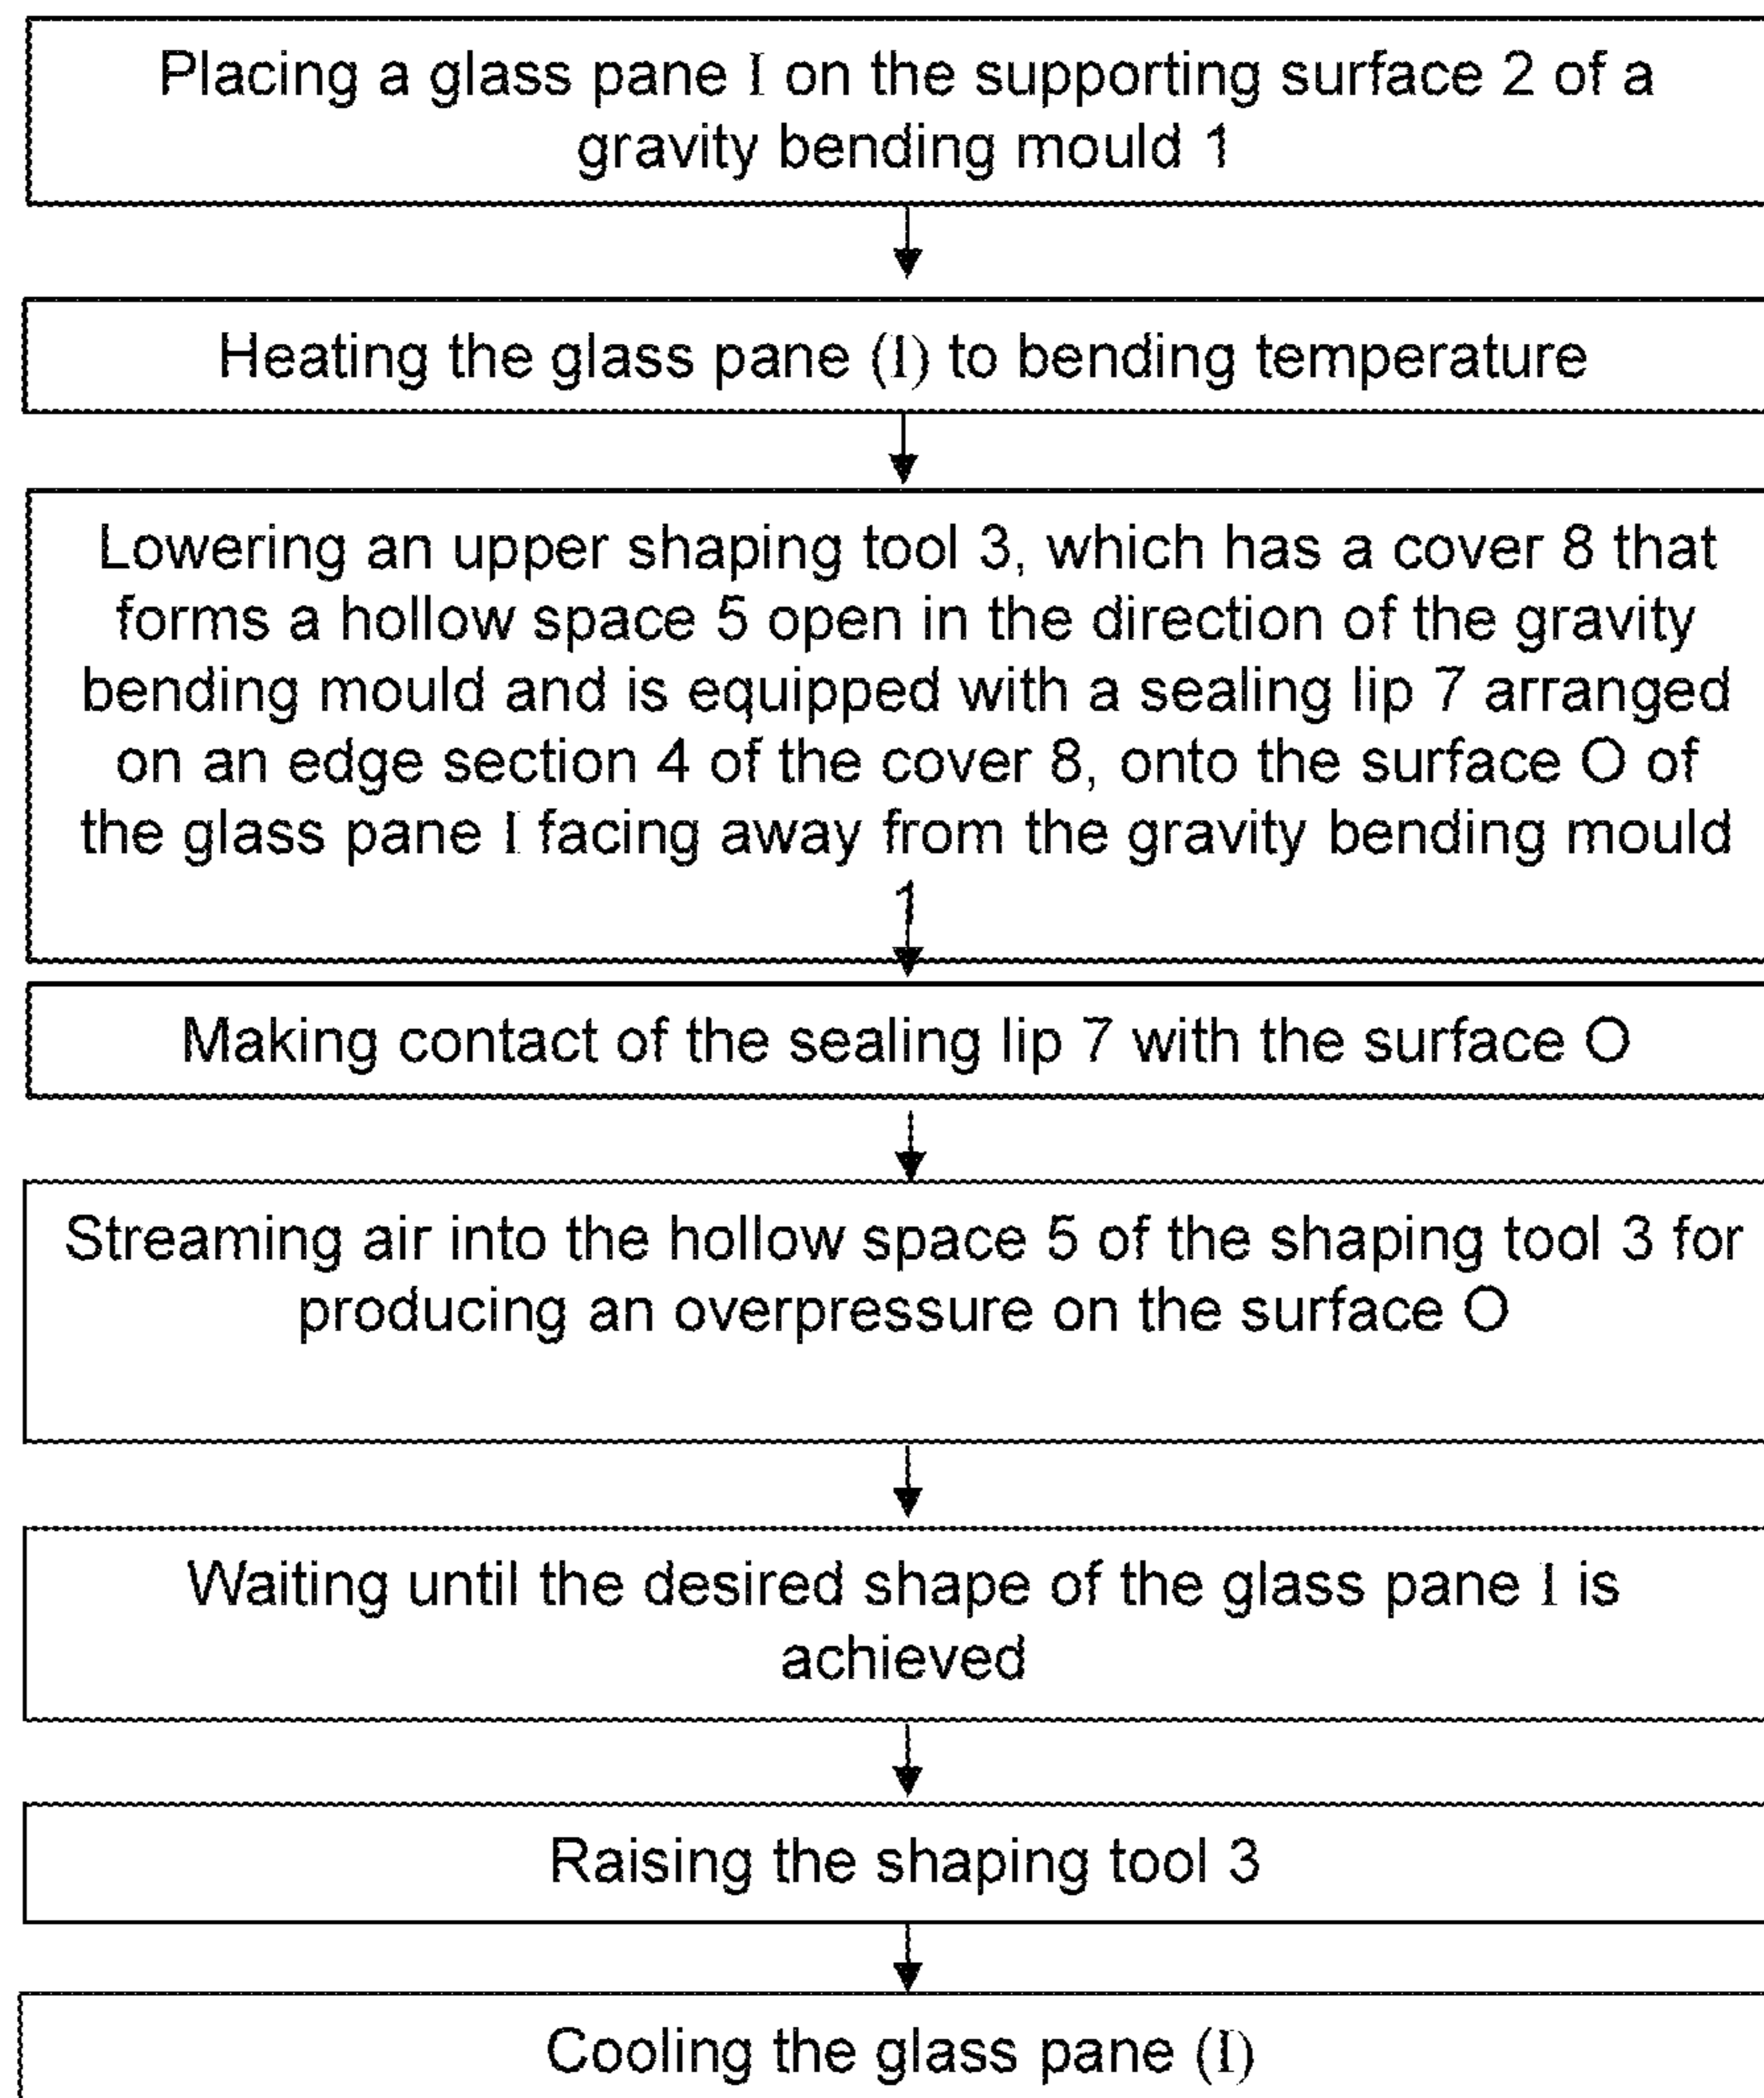 Placing a glass pane I on the supporting surface 2 of a
gravity bending mould 1
Heating the glass pane (I) to bending temperature
Lowering an upper shaping tool 3, which has a cover 8 that
forms a hollow space 5 open in the direction of the gravity
bending mould and is equipped with a sealing lip 7 arranged
on an edge section 4 of the cover 8, onto the surface O of
the glass pane I facing away from the gravity bending mould
1
Making contact of the sealing lip 7 with the surface O
Streaming air into the hollow space 5 of the shaping tool 3 for
producing an overpressure on the surface O
Waiting until the desired shape of the glass pane I is
achieved
Raising the shaping tool 3
Cooling the glass pane (I)